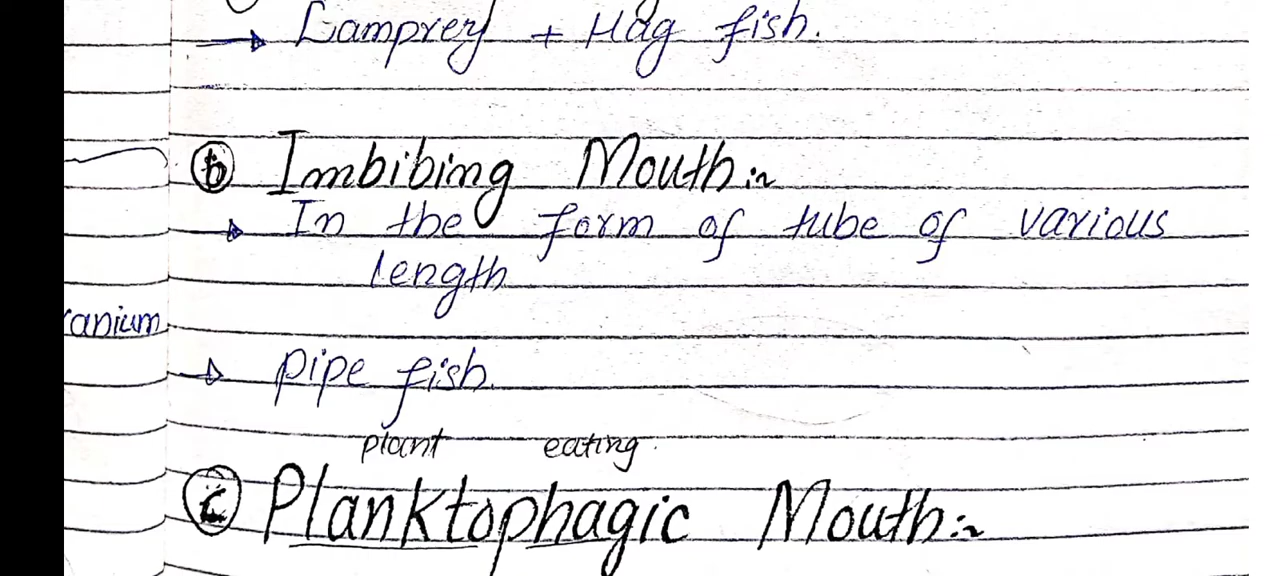 → Lamprey + Hag fish.
ⓑ Imbibing Mouth:~
→ In the form of tube of various
length
ranium
→ pipe fish.
plant eating
ⓒ Planktophagic Mouth:~